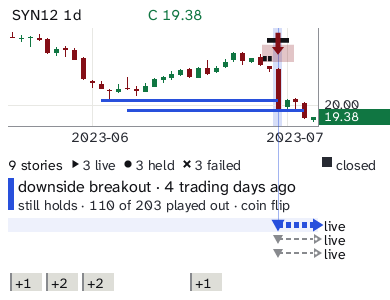 SYN12 1d C 19.38
20.00
19.38
2023-06 2023-07
9 stories 3 live 3 held 3 failed closed
downside breakout · 4 trading days ago
still holds · 110 of 203 played out · coin flip
live
live
live
+1 +2 +2 +1